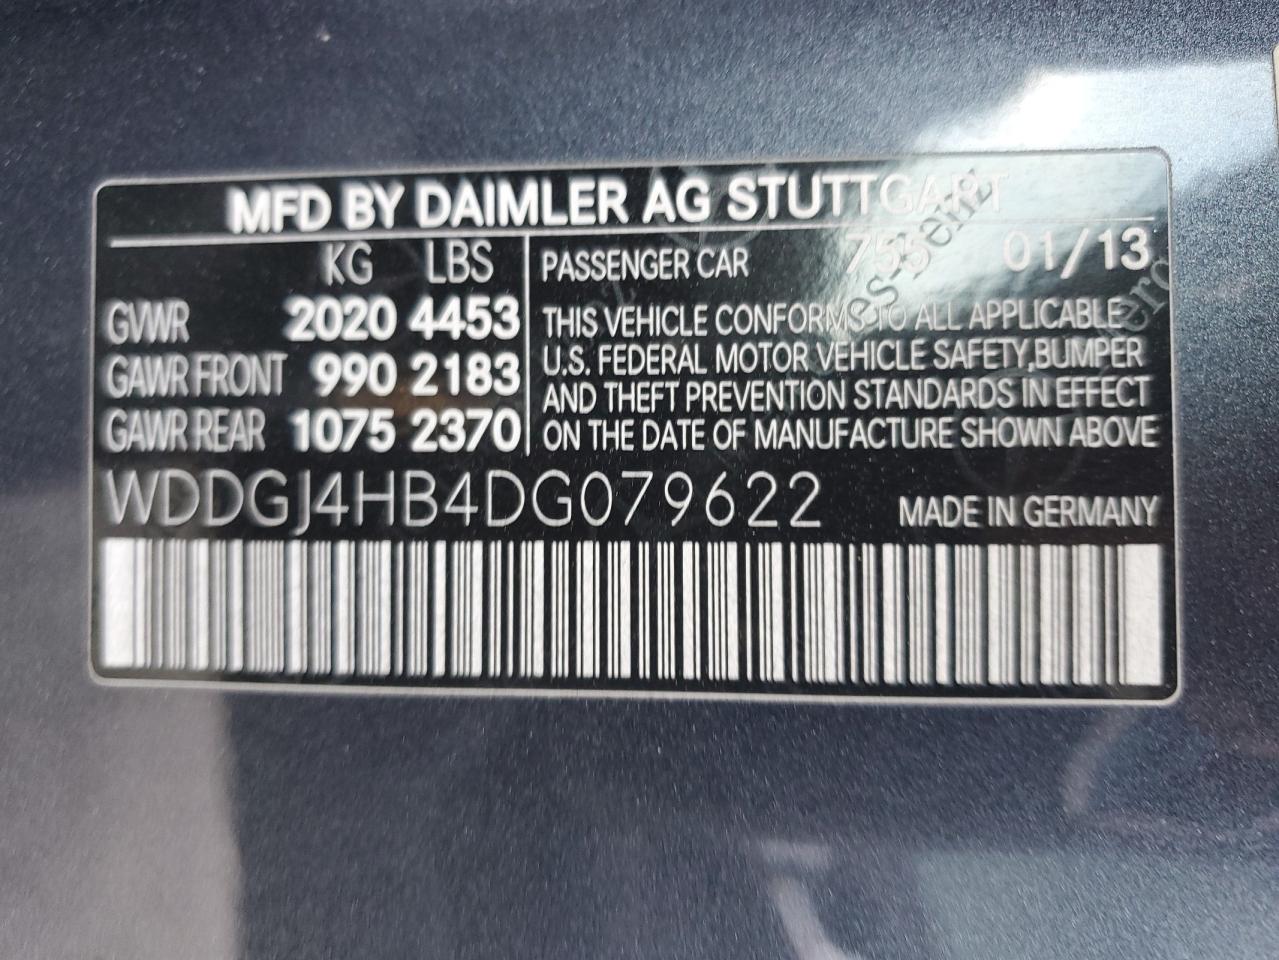 MFD BY DAIMLER AG STUTTGART
KG LBS
GVWR 2020 4453
GAWR FRONT 990 2183
GAWR REAR 1075 2370
PASSENGER CAR 755 01/13
THIS VEHICLE CONFORMS TO ALL APPLICABLE
U.S. FEDERAL MOTOR VEHICLE SAFETY,BUMPER
AND THEFT PREVENTION STANDARDS IN EFFECT
ON THE DATE OF MANUFACTURE SHOWN ABOVE
WDDGJ4HB4DG079622 MADE IN GERMANY